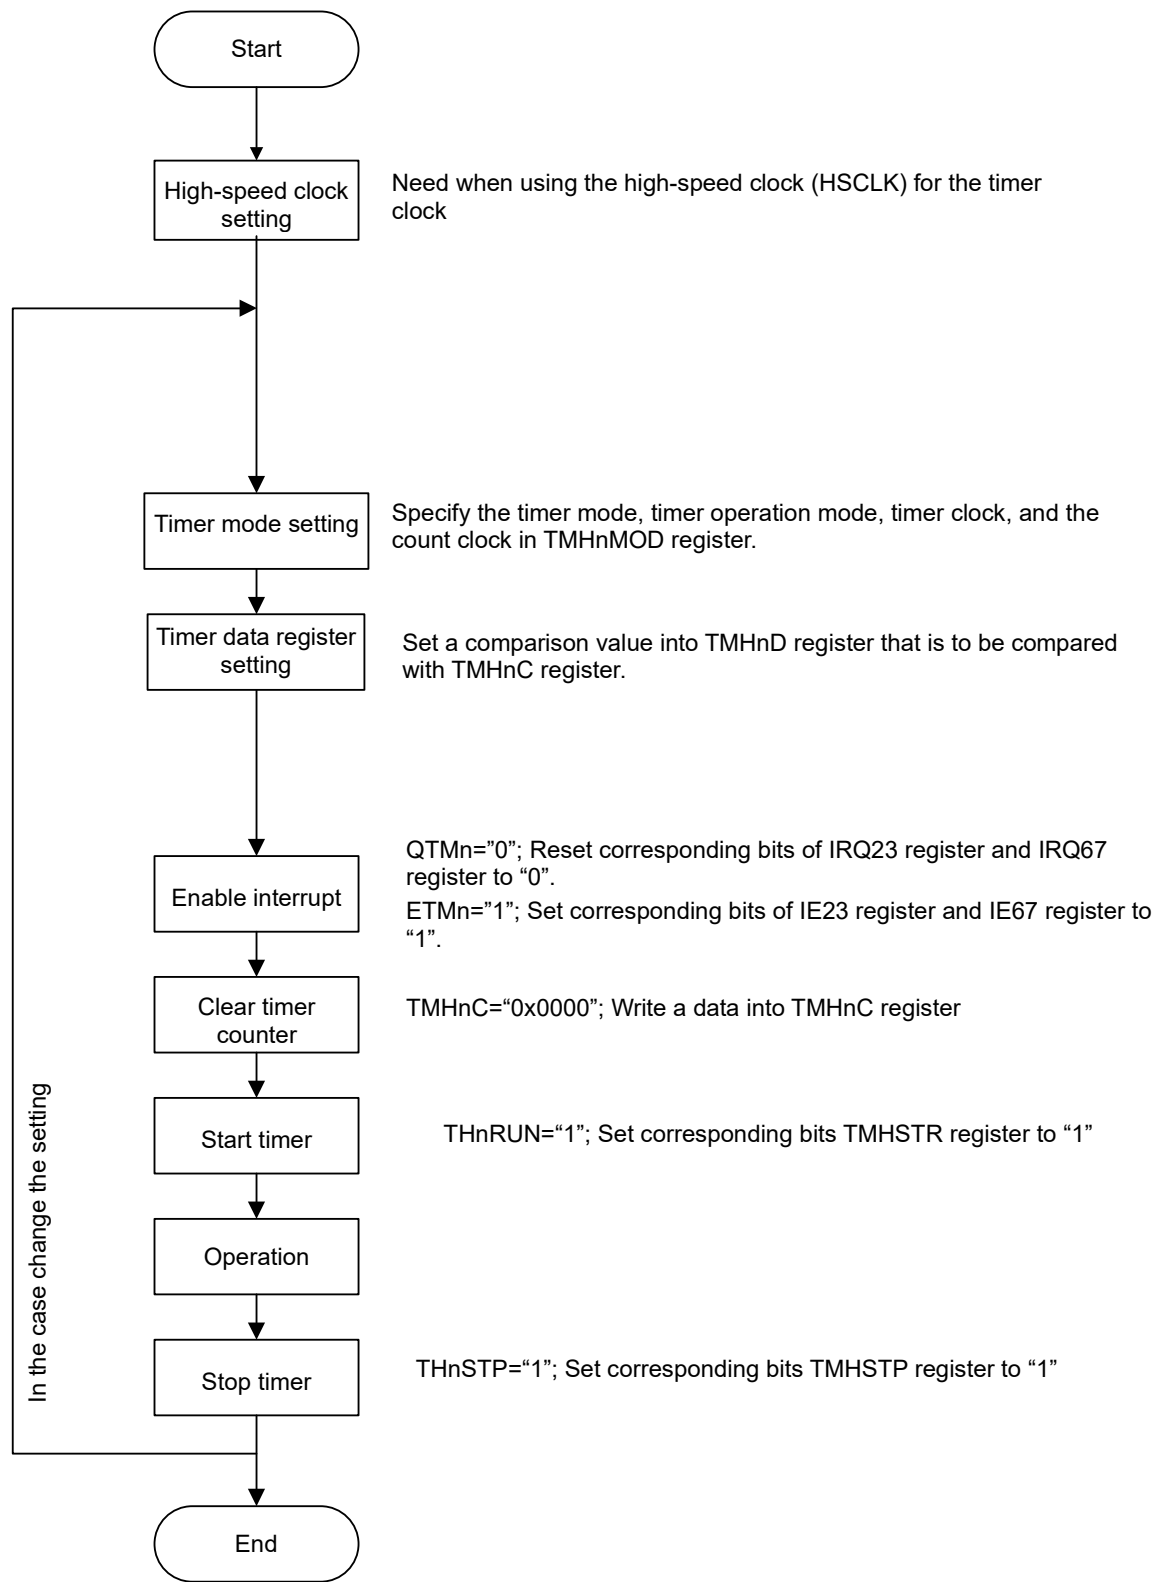 Start
High-speed clock
setting
Need when using the high-speed clock (HSCLK) for the timer
clock
Timer mode setting
Specify the timer mode, timer operation mode, timer clock, and the
count clock in TMHnMOD register.
Timer data register
setting
Set a comparison value into TMHnD register that is to be compared
with TMHnC register.
Enable interrupt
QTMn=”0”; Reset corresponding bits of IRQ23 register and IRQ67
register to “0”.
ETMn=”1”; Set corresponding bits of IE23 register and IE67 register to
“1”.
Clear timer
counter
TMHnC=“0x0000”; Write a data into TMHnC register
Start timer
THnRUN=“1”; Set corresponding bits TMHSTR register to “1”
Operation
Stop timer
THnSTP=“1”; Set corresponding bits TMHSTP register to “1”
In the case change the setting
End